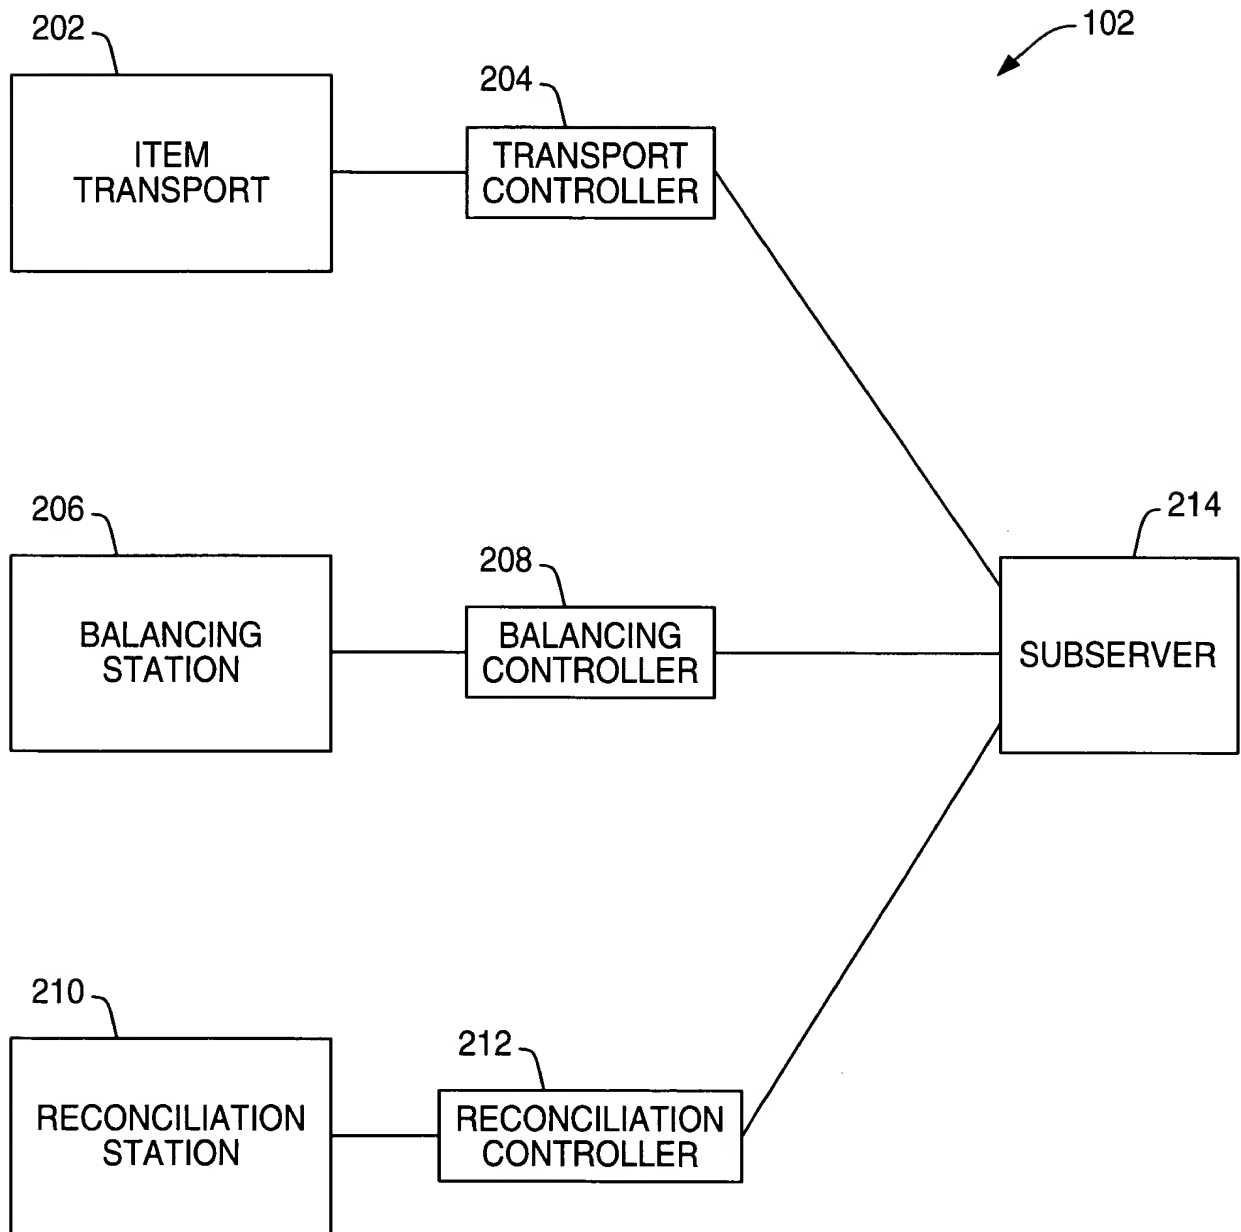 202
102
204
ITEM
TRANSPORT
TRANSPORT
CONTROLLER
206
208
214
BALANCING
STATION
BALANCING
CONTROLLER
SUBSERVER
210
212
RECONCILIATION
STATION
RECONCILIATION
CONTROLLER